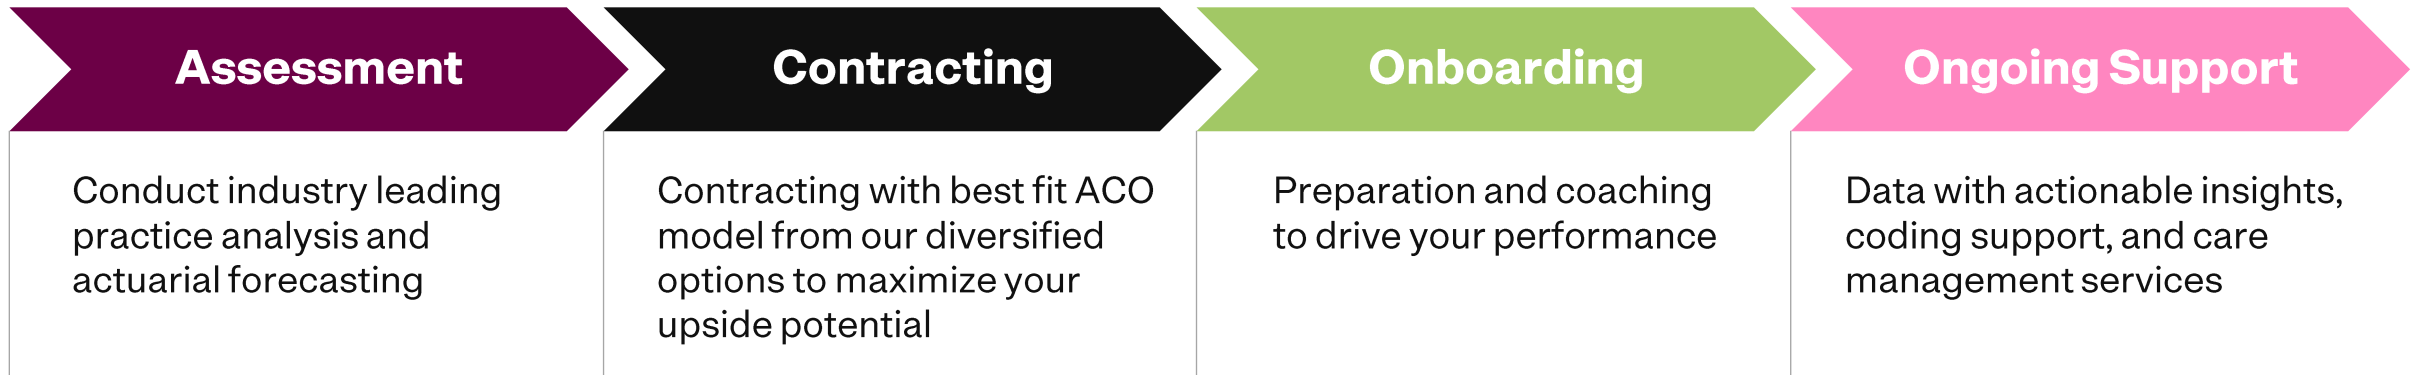 Assessment
Conduct industry leading
practice analysis and
actuarial forecasting
Contracting
Contracting with best fit ACO
model from our diversified
options to maximize your
upside potential
Onboarding
Preparation and coaching
to drive your performance
Ongoing Support
Data with actionable insights,
coding support, and care
management services